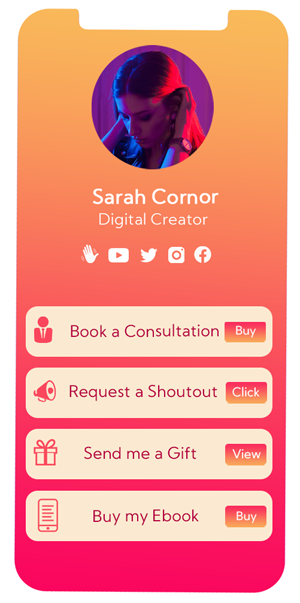 Sarah Cornor
Digital Creator
Book a Consultation Buy
Request a Shoutout Click
Send me a Gift View
Buy my Ebook Buy